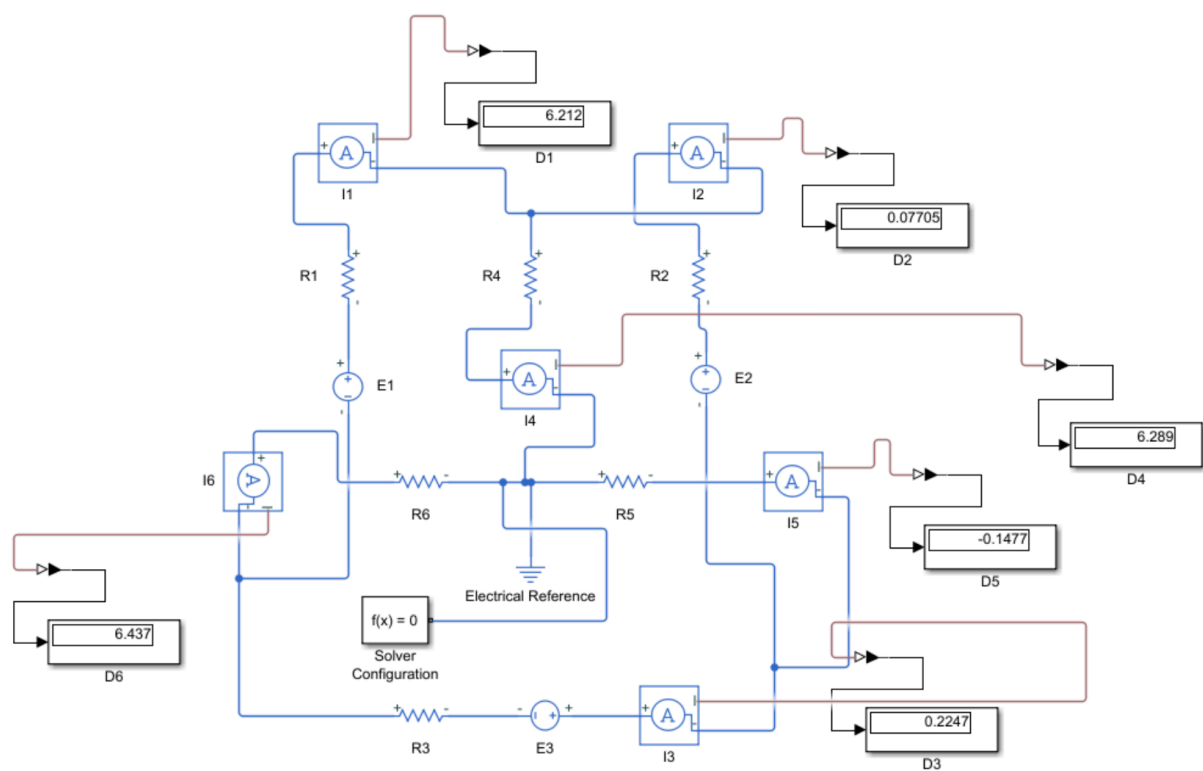 6.212
D1
I1
I2
0.07705
D2
R1
R4
R2
E1
I4
E2
6.289
D4
I6
R6
R5
I5
-0.1477
D5
Electrical Reference
f(x) = 0
Solver
Configuration
6.437
D6
R3
E3
I3
0.2247
D3